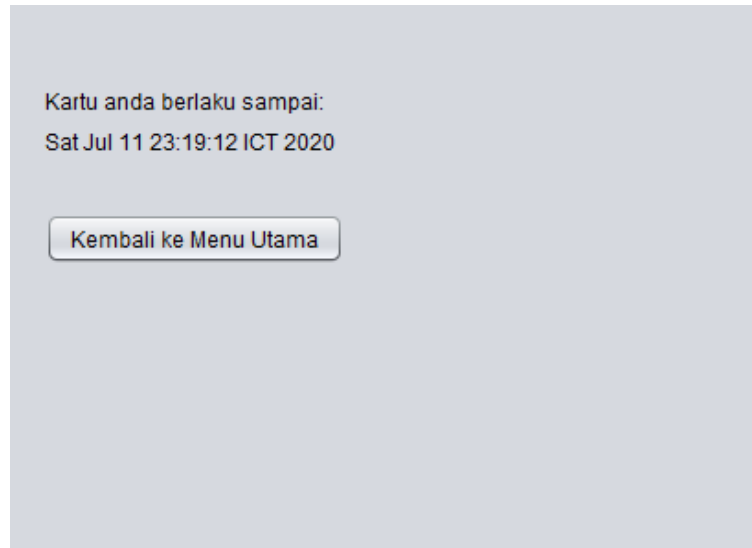 Kartu anda berlaku sampai:
Sat Jul 11 23:19:12 ICT 2020
Kembali ke Menu Utama